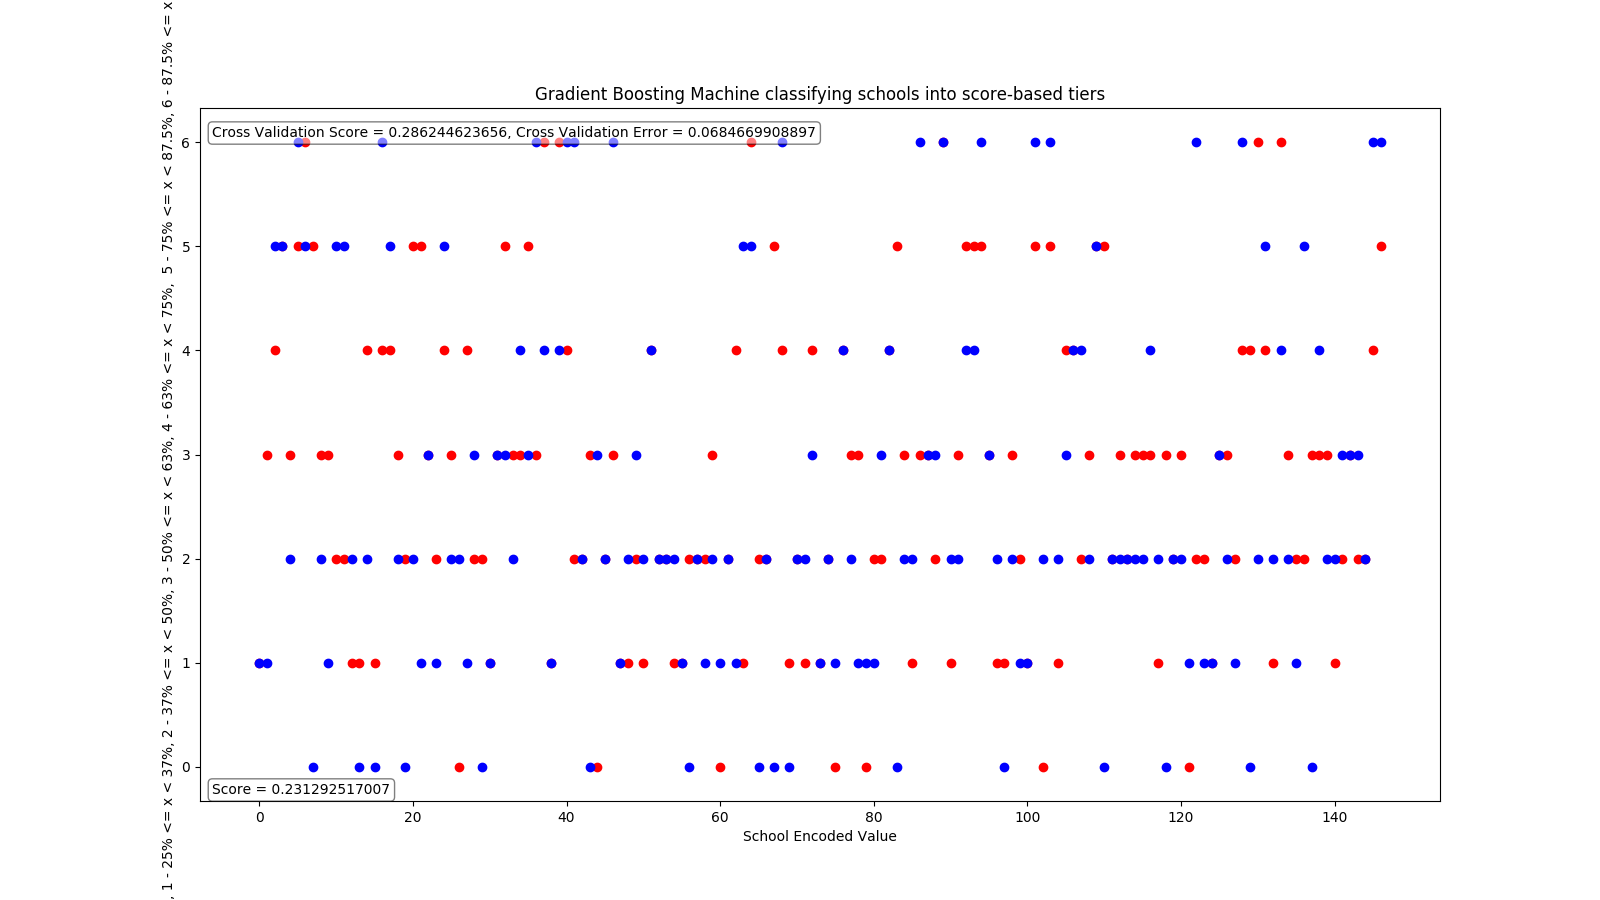 Gradient Boosting Machine classifying schools into score-based tiers
Cross Validation Score = 0.286244623656, Cross Validation Error = 0.0684669908897
, 1 - 25% <= x < 37%, 2 - 37% <= x < 50%, 3 - 50% <= x < 63%, 4 - 63% <= x < 75%,  5 - 75% <= x < 87.5%, 6 - 87.5% <= x
6
5
4
3
2
1
0
Score = 0.231292517007
0 20 40 60 80 100 120 140
School Encoded Value